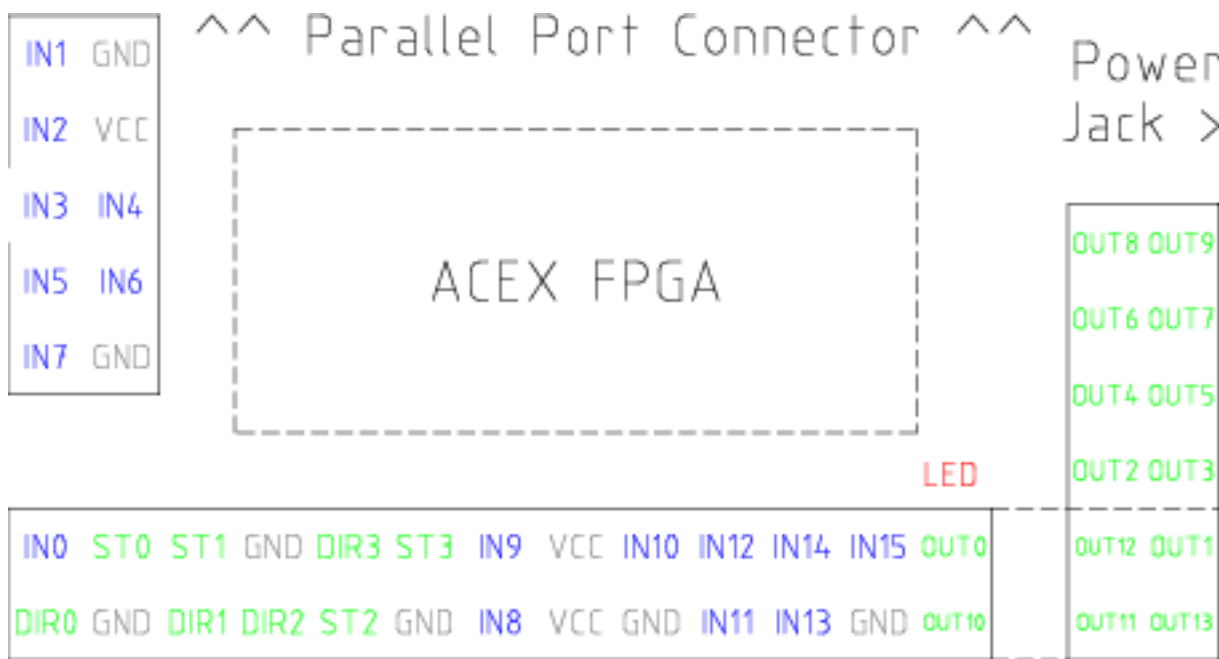 ^^ Parallel Port Connector ^^
Power
Jack >
IN1 GND
IN2 VCC
IN3 IN4
IN5 IN6
IN7 GND
ACEX FPGA
OUT8 OUT9
OUT6 OUT7
OUT4 OUT5
OUT2 OUT3
LED
IN0 ST0 ST1 GND DIR3 ST3 IN9 VCC IN10 IN12 IN14 IN15 OUT0
OUT12 OUT1
DIR0 GND DIR1 DIR2 ST2 GND IN8 VCC GND IN11 IN13 GND OUT10
OUT11 OUT13